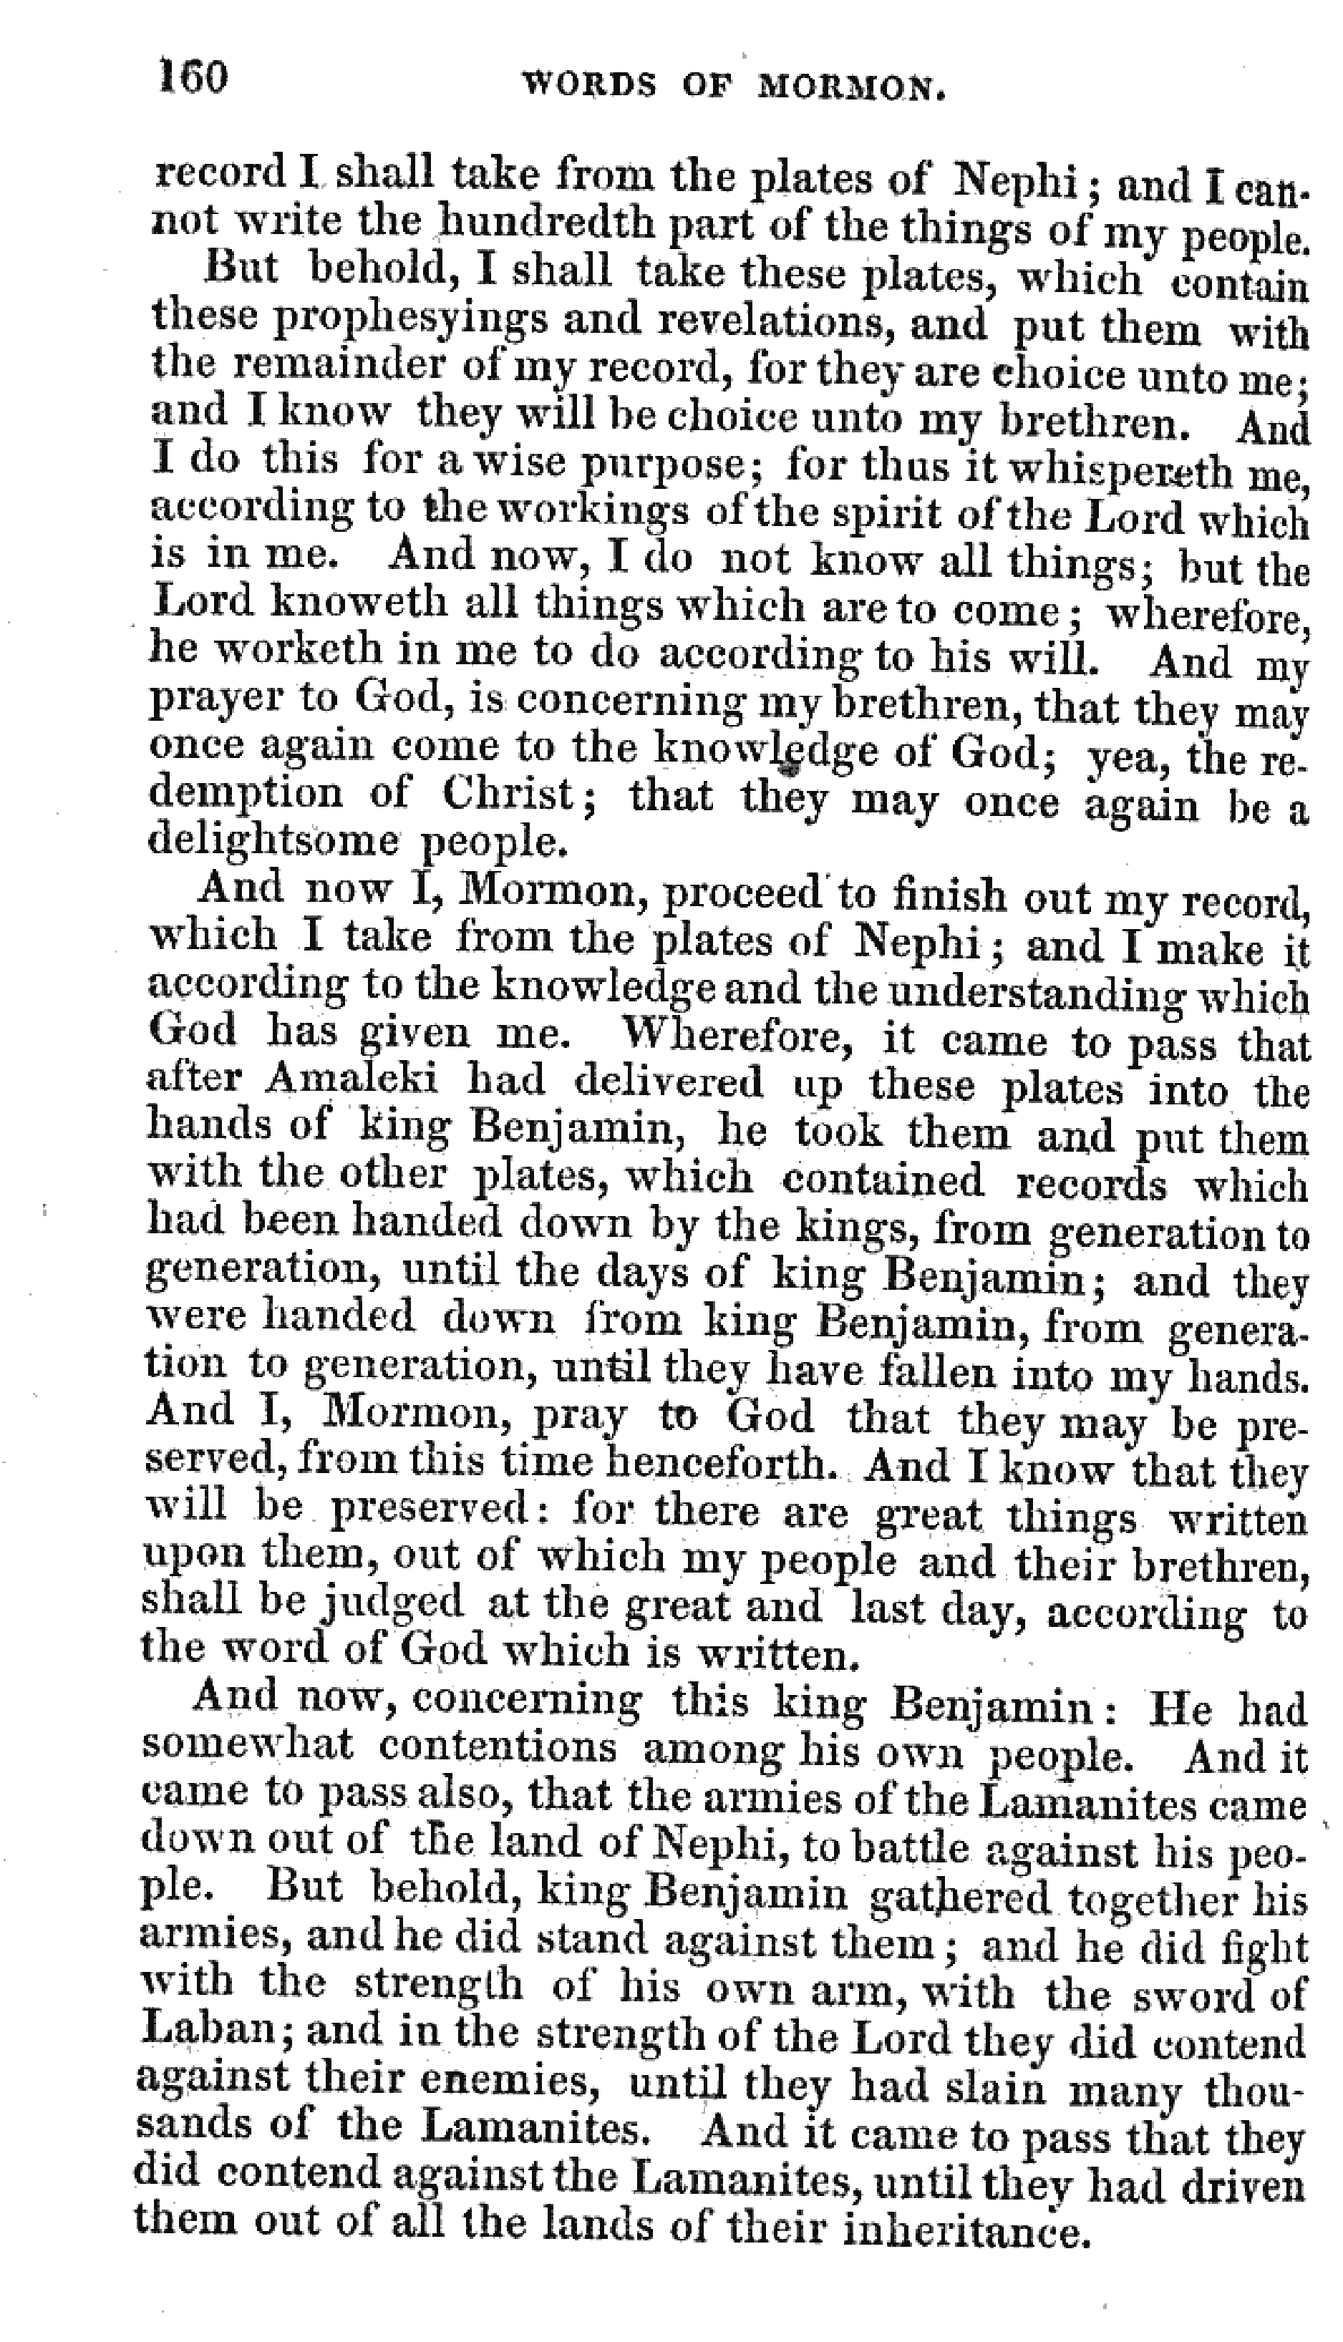 160 WORDS OF MORMON.
record I shall take from the plates of Nephi; and I can-
not write the hundredth part of the things of my people.
But behold, I shall take these plates, which contain
these prophesyings and revelations, and put them with
the remainder of my record, for they are choice unto me;
and I know they will be choice unto my brethren. And
I do this for a wise purpose; for thus it whispereth me,
according to the workings of the spirit of the Lord which
is in me. And now, I do not know all things; but the
Lord knoweth all things which are to come; wherefore,
he worketh in me to do according to his will. And my
prayer to God, is concerning my brethren, that they may
once again come to the knowledge of God; yea, the re-
demption of Christ; that they may once again be a
delightsome people.
And now I, Mormon, proceed to finish out my record,
which I take from the plates of Nephi; and I make it
according to the knowledge and the understanding which
God has given me. Wherefore, it came to pass that
after Amaleki had delivered up these plates into the
hands of king Benjamin, he took them and put them
with the other plates, which contained records which
had been handed down by the kings, from generation to
generation, until the days of king Benjamin; and they
were handed down from king Benjamin, from genera-
tion to generation, until they have fallen into my hands.
And I, Mormon, pray to God that they may be pre-
served, from this time henceforth. And I know that they
will be preserved: for there are great things written
upon them, out of which my people and their brethren,
shall be judged at the great and last day, according to
the word of God which is written.
And now, concerning this king Benjamin: He had
somewhat contentions among his own people. And it
came to pass also, that the armies of the Lamanites came
down out of the land of Nephi, to battle against his peo-
ple. But behold, king Benjamin gathered together his
armies, and he did stand against them; and he did fight
with the strength of his own arm, with the sword of
Laban; and in the strength of the Lord they did contend
against their enemies, until they had slain many thou-
sands of the Lamanites. And it came to pass that they
did contend against the Lamanites, until they had driven
them out of all the lands of their inheritance.